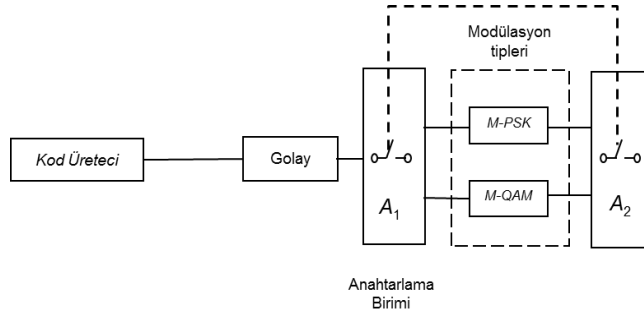 Modülasyon
tipleri
Kod Üreteci
Golay
A1
M-PSK
M-QAM
A2
Anahtarlama
Birimi